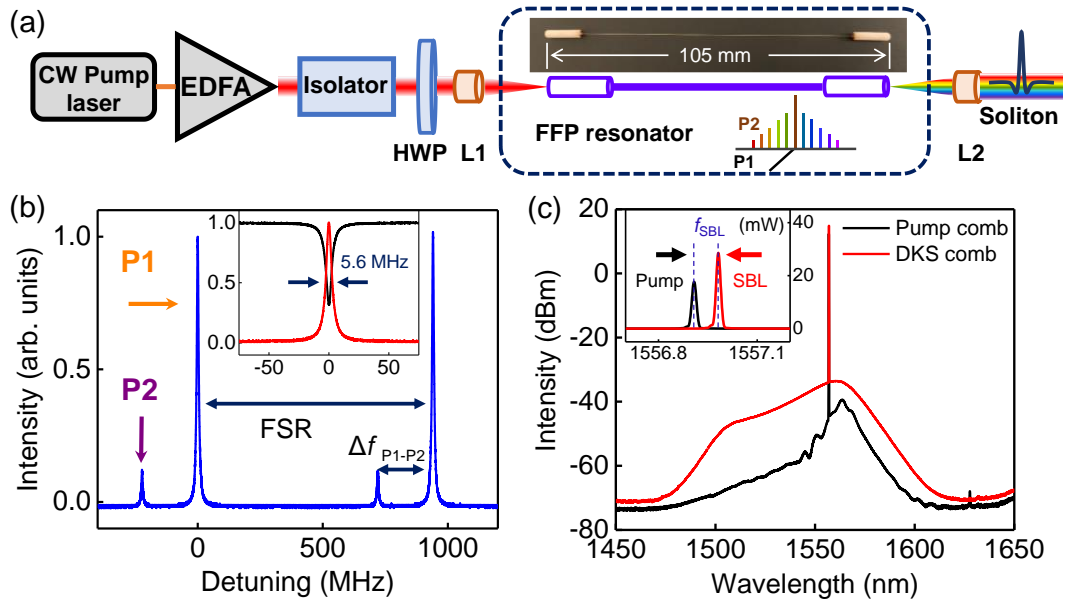 (a)
CW Pump
laser
EDFA
Isolator
HWP
L1
105 mm
FFP resonator
P2
P1
L2
Soliton
(b)
Intensity (arb. units)
1.0
0.5
0.0
P1
P2
1.0
0.5
0.0
5.6 MHz
-50
0
50
FSR
Δf P1-P2
0
500
1000
Detuning (MHz)
(c)
Intensity (dBm)
20
0
-20
-40
-60
-80
fSBL
(mW)
40
20
0
Pump
SBL
1556.8
1557.1
Pump comb
DKS comb
1450
1500
1550
1600
1650
Wavelength (nm)